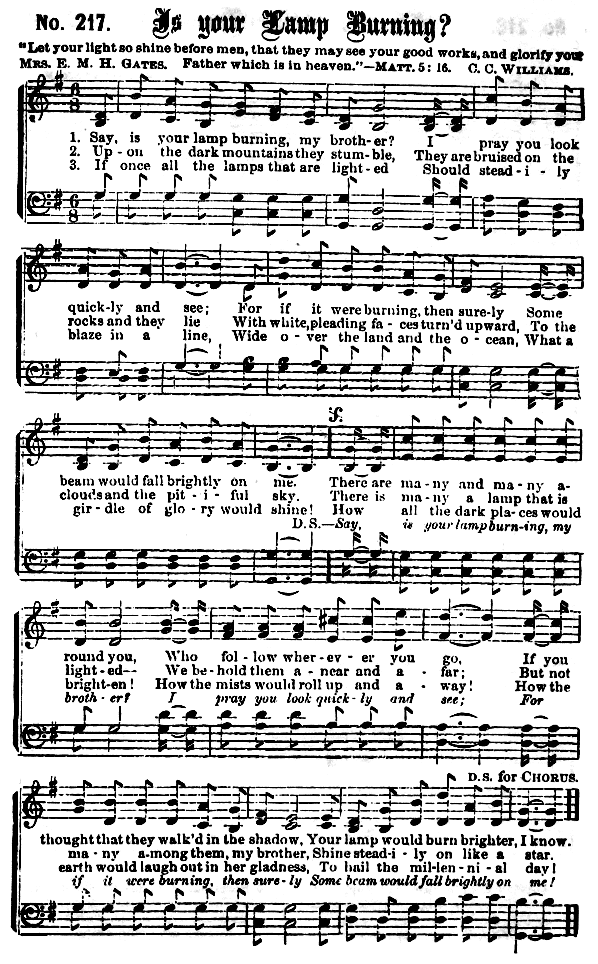 No. 217. Is your Lamp Burning?
"Let your light so shine before men, that they may see your good works, and glorify your
MRS. E. M. H. GATES. Father which is in heaven."—MATT. 5: 16. C. C. WILLIAMS.
1. Say, is your lamp burning, my broth-er? I pray you look
2. Up-on the dark mountains they stum-ble, They are bruised on the
3. If once all the lamps that are light-ed Should stead-i-ly
quick-ly and see; For if it were burning, then sure-ly Some
rocks and they lie With white, pleading fa-ces turn'd upward, To the
blaze in a line, Wide o-ver the land and the o-cean, What a
beam would fall brightly on me. There are ma-ny and ma-ny a-
clouds and the pit-i-ful sky. There is ma-ny a lamp that is
gir-dle of glo-ry would shine! How all the dark pla-ces would
D.S.—Say, is your lamp burn-ing, my
round you, Who fol-low wher-ev-er you go, If you
light-ed— We be-hold them a-near and a-far; But not
bright-en! How the mists would roll up and a-way! How the
broth-er? I pray you look quick-ly and see; For
D.S. for CHORUS.
thought that they walk'd in the shadow, Your lamp would burn brighter, I know.
ma-ny a-mong them, my brother, Shine stead-i-ly on like a star.
earth would laugh out in her gladness, To hail the mil-len-ni-al day!
if it were burning, then sure-ly Some beam would fall brightly on me!